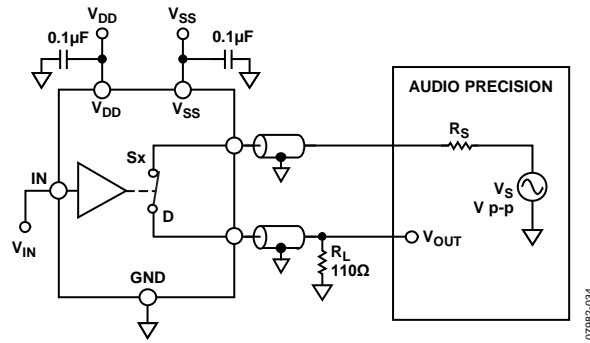 VDD
VSS
0.1µF
0.1µF
VDD
VSS
AUDIO PRECISION
RS
Sx
IN
VS
V p-p
D
VOUT
VIN
RL
110Ω
GND
07982-034